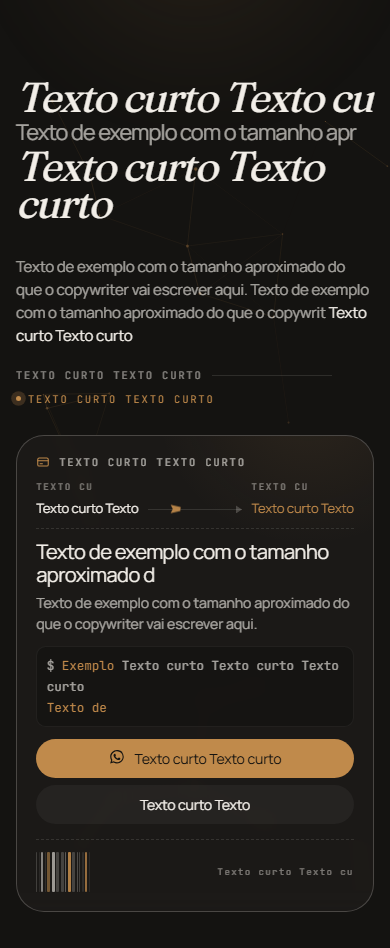 Texto curto Texto cu
Texto de exemplo com o tamanho apr
Texto curto Texto
curto
Texto de exemplo com o tamanho aproximado do
que o copywriter vai escrever aqui. Texto de exemplo
com o tamanho aproximado do que o copywrit Texto
curto Texto curto
TEXTO CURTO TEXTO CURTO
TEXTO CURTO TEXTO CURTO
TEXTO CURTO TEXTO CURTO
TEXTO CU TEXTO CU
Texto curto Texto Texto curto Texto
Texto de exemplo com o tamanho
aproximado d
Texto de exemplo com o tamanho aproximado do
que o copywriter vai escrever aqui.
$ Exemplo Texto curto Texto curto Texto
curto
Texto de
Texto curto Texto curto
Texto curto Texto
Texto curto Texto cu